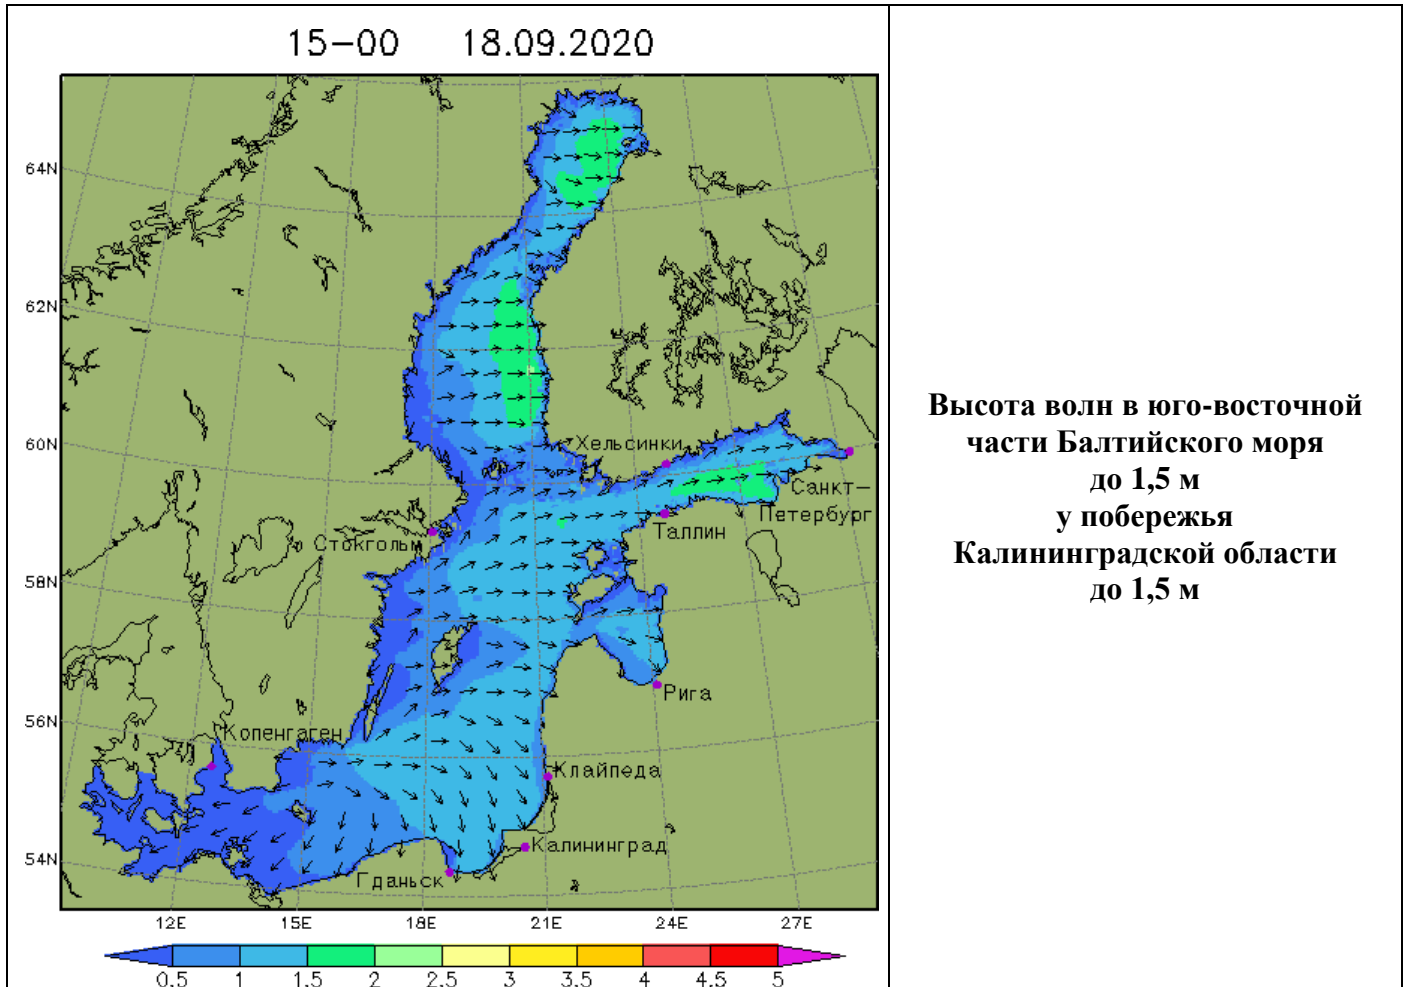 15-00 18.09.2020
64N
62N
60N
58N
56N
54N
Хельсинки
Санкт-
Петербург
Таллин
Стокгольм
Рига
Копенгаген
Клайпеда
Калининград
Гданьск
12E 15E 18E 21E 24E 27E
0.5 1 1.5 2 2.5 3 3.5 4 4.5 5
Высота волн в юго-восточной
части Балтийского моря
до 1,5 м
у побережья
Калининградской области
до 1,5 м